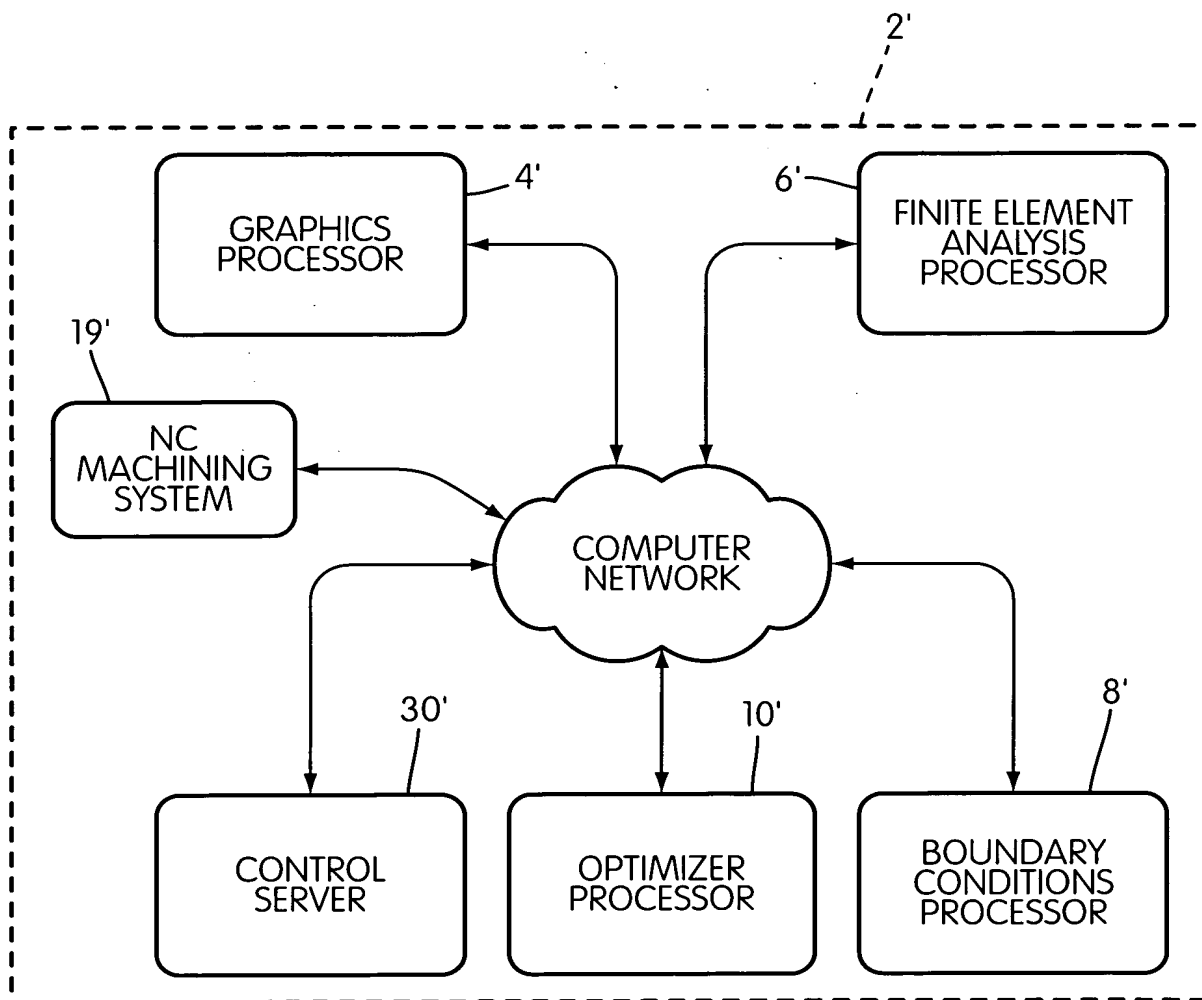 2'
4'
GRAPHICS
PROCESSOR
6'
FINITE ELEMENT
ANALYSIS
PROCESSOR
19'
NC
MACHINING
SYSTEM
COMPUTER
NETWORK
30'
CONTROL
SERVER
10'
OPTIMIZER
PROCESSOR
8'
BOUNDARY
CONDITIONS
PROCESSOR